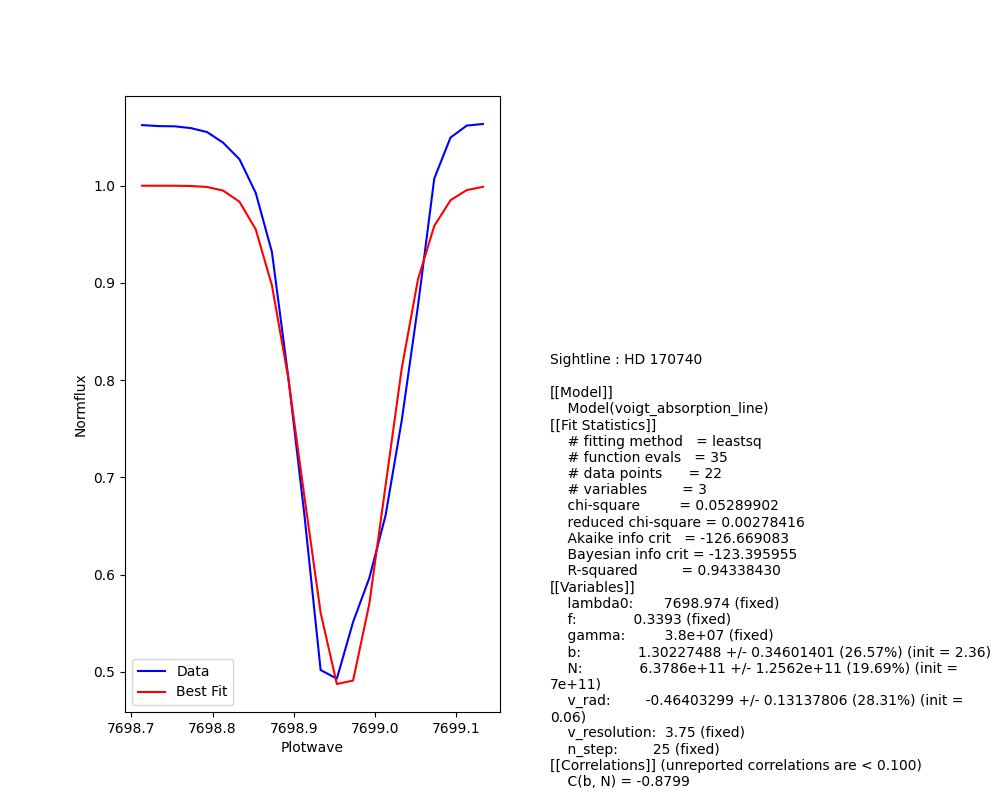 1.0
0.9
0.8
0.7
0.6
0.5
Normflux
Data
Best Fit
7698.7 7698.8 7698.9 7699.0 7699.1
Plotwave
Sightline : HD 170740
[[Model]]
Model(voigt_absorption_line)
[[Fit Statistics]]
# fitting method = leastsq
# function evals = 35
# data points = 22
# variables = 3
chi-square = 0.05289902
reduced chi-square = 0.00278416
Akaike info crit = -126.669083
Bayesian info crit = -123.395955
R-squared = 0.94338430
[[Variables]]
lambda0: 7698.974 (fixed)
f: 0.3393 (fixed)
gamma: 3.8e+07 (fixed)
b: 1.30227488 +/- 0.34601401 (26.57%) (init = 2.36)
N: 6.3786e+11 +/- 1.2562e+11 (19.69%) (init =
7e+11)
v_rad: -0.46403299 +/- 0.13137806 (28.31%) (init =
0.06)
v_resolution: 3.75 (fixed)
n_step: 25 (fixed)
[[Correlations]] (unreported correlations are < 0.100)
C(b, N) = -0.8799